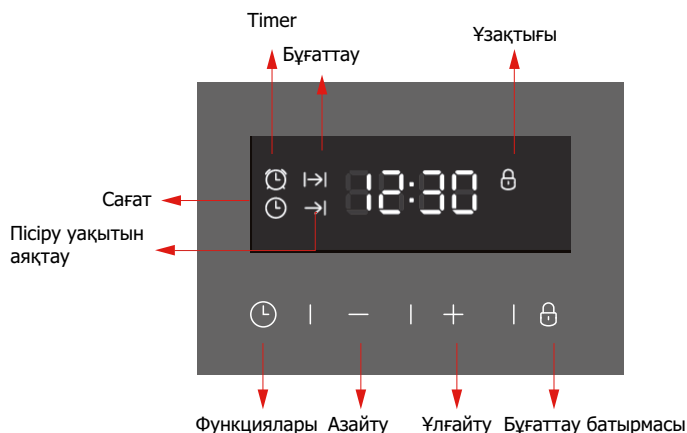 Timer
Бұғаттау
Ұзақтығы
12:30
Сағат
Пісіру уақытын
аяқтау
Функциялары Азайту Ұлғайту Бұғаттау батырмасы